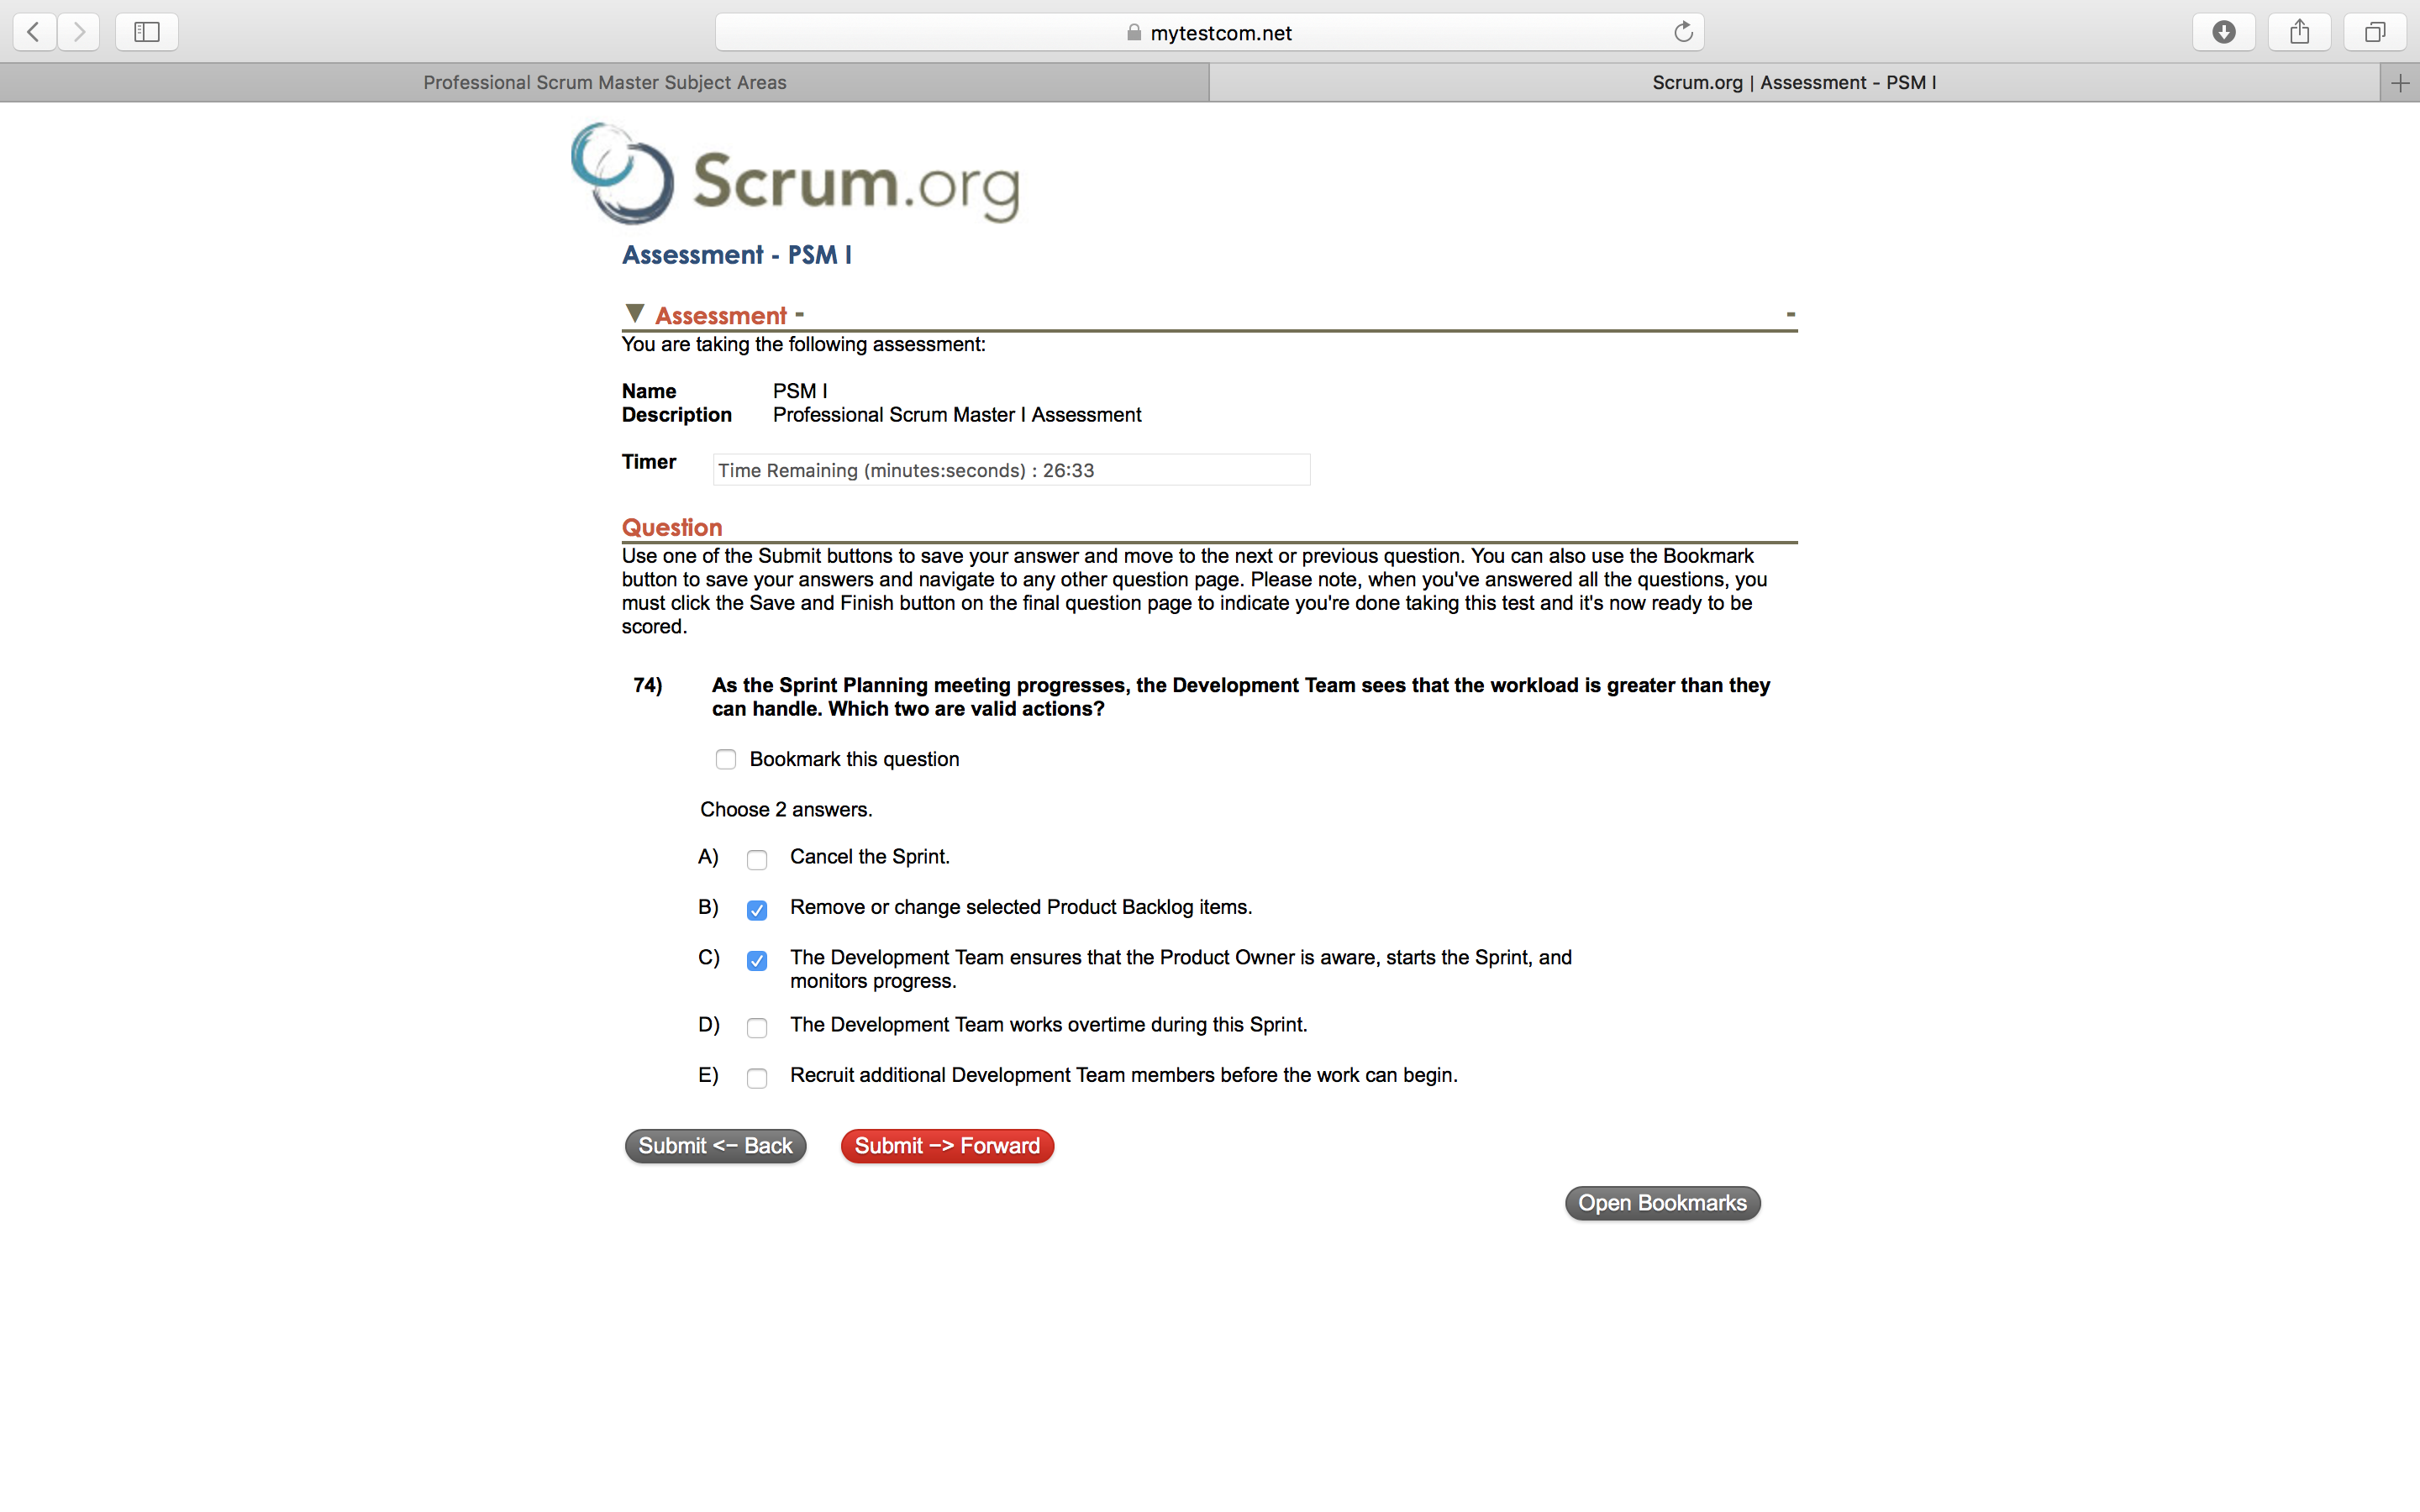 mytestcom.net
Professional Scrum Master Subject Areas
Scrum.org | Assessment - PSM I
Scrum.org
Assessment - PSM I
Assessment -
-
You are taking the following assessment:
Name PSM I
Description Professional Scrum Master I Assessment
Timer Time Remaining (minutes:seconds) : 26:33
Question
Use one of the Submit buttons to save your answer and move to the next or previous question. You can also use the Bookmark
button to save your answers and navigate to any other question page. Please note, when you've answered all the questions, you
must click the Save and Finish button on the final question page to indicate you're done taking this test and it's now ready to be
scored.
74) As the Sprint Planning meeting progresses, the Development Team sees that the workload is greater than they
can handle. Which two are valid actions?
Bookmark this question
Choose 2 answers.
A) Cancel the Sprint.
B) Remove or change selected Product Backlog items.
C) The Development Team ensures that the Product Owner is aware, starts the Sprint, and
monitors progress.
D) The Development Team works overtime during this Sprint.
E) Recruit additional Development Team members before the work can begin.
Submit <- Back
Submit -> Forward
Open Bookmarks